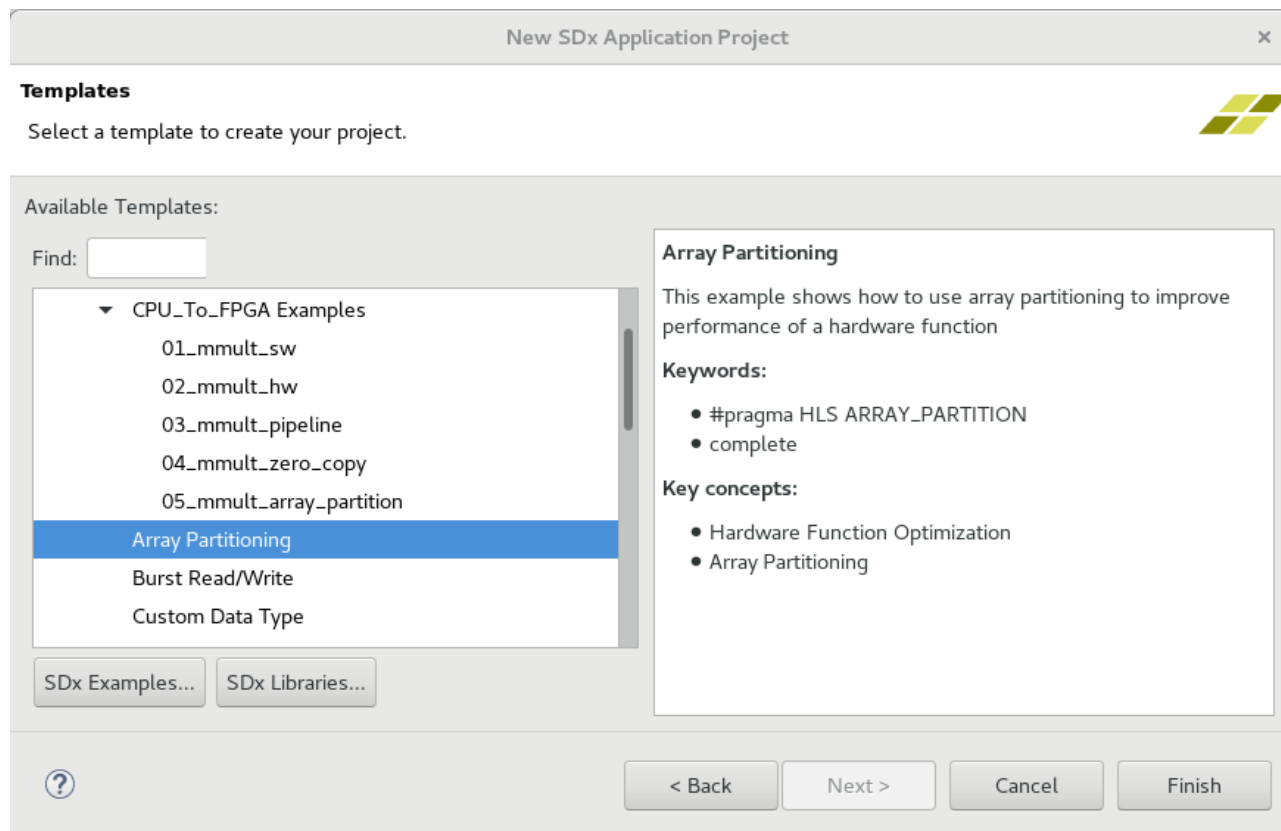 New SDx Application Project
Templates
Select a template to create your project.
Available Templates:
Find:
CPU_To_FPGA Examples
01_mmult_sw
02_mmult_hw
03_mmult_pipeline
04_mmult_zero_copy
05_mmult_array_partition
Array Partitioning
Burst Read/Write
Custom Data Type
SDx Examples...
SDx Libraries...
Array Partitioning
This example shows how to use array partitioning to improve
performance of a hardware function
Keywords:
• #pragma HLS ARRAY_PARTITION
• complete
Key concepts:
• Hardware Function Optimization
• Array Partitioning
?
< Back
Next >
Cancel
Finish